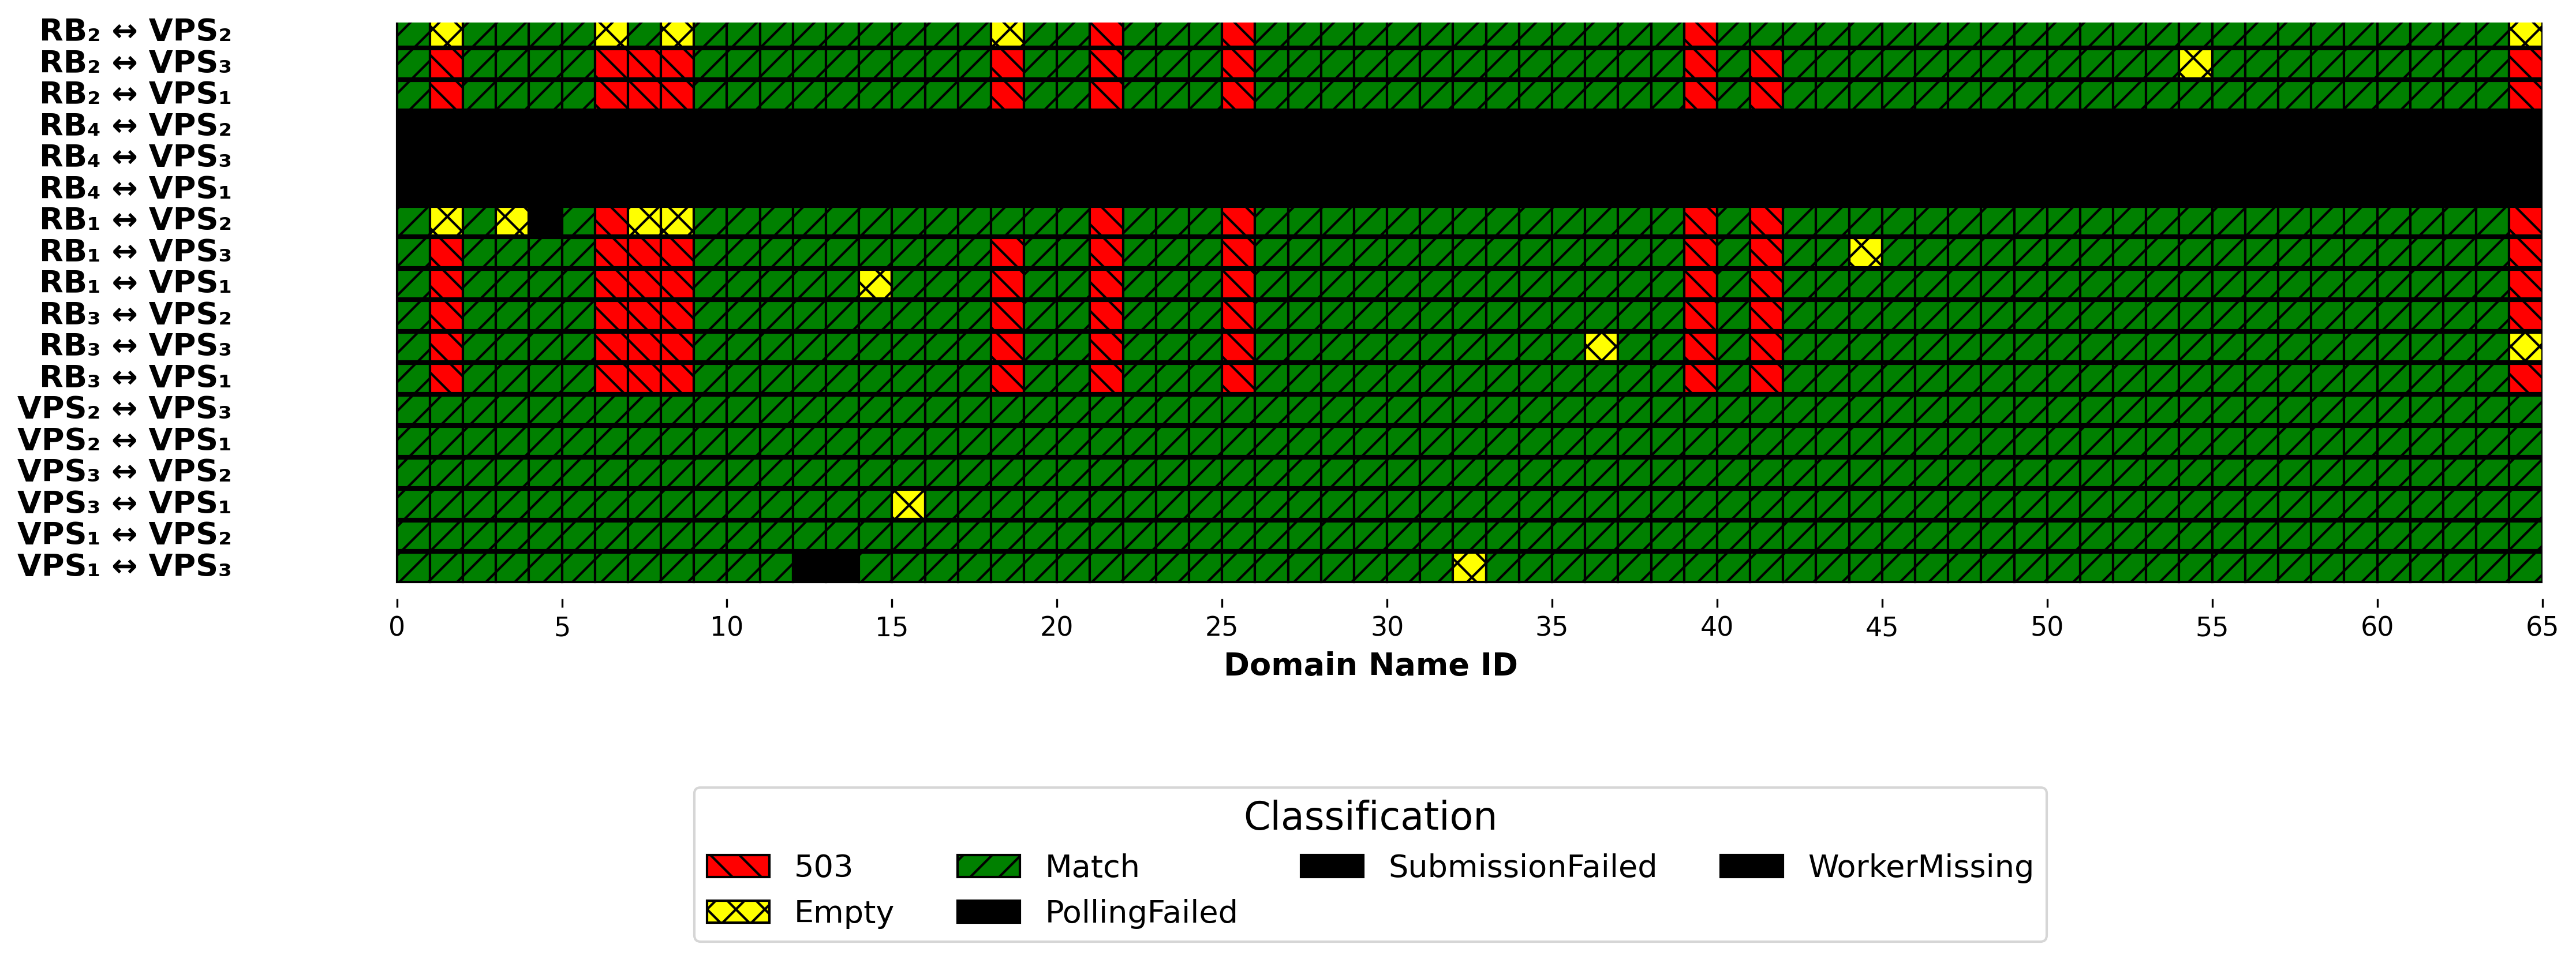 RB₂ ↔ VPS₂
RB₂ ↔ VPS₃
RB₂ ↔ VPS₁
RB₄ ↔ VPS₂
RB₄ ↔ VPS₃
RB₄ ↔ VPS₁
RB₁ ↔ VPS₂
RB₁ ↔ VPS₃
RB₁ ↔ VPS₁
RB₃ ↔ VPS₂
RB₃ ↔ VPS₃
RB₃ ↔ VPS₁
VPS₂ ↔ VPS₃
VPS₂ ↔ VPS₁
VPS₃ ↔ VPS₂
VPS₃ ↔ VPS₁
VPS₁ ↔ VPS₂
VPS₁ ↔ VPS₃
0 5 10 15 20 25 30 35 40 45 50 55 60 65
Domain Name ID
Classification
503 Match SubmissionFailed WorkerMissing
Empty PollingFailed